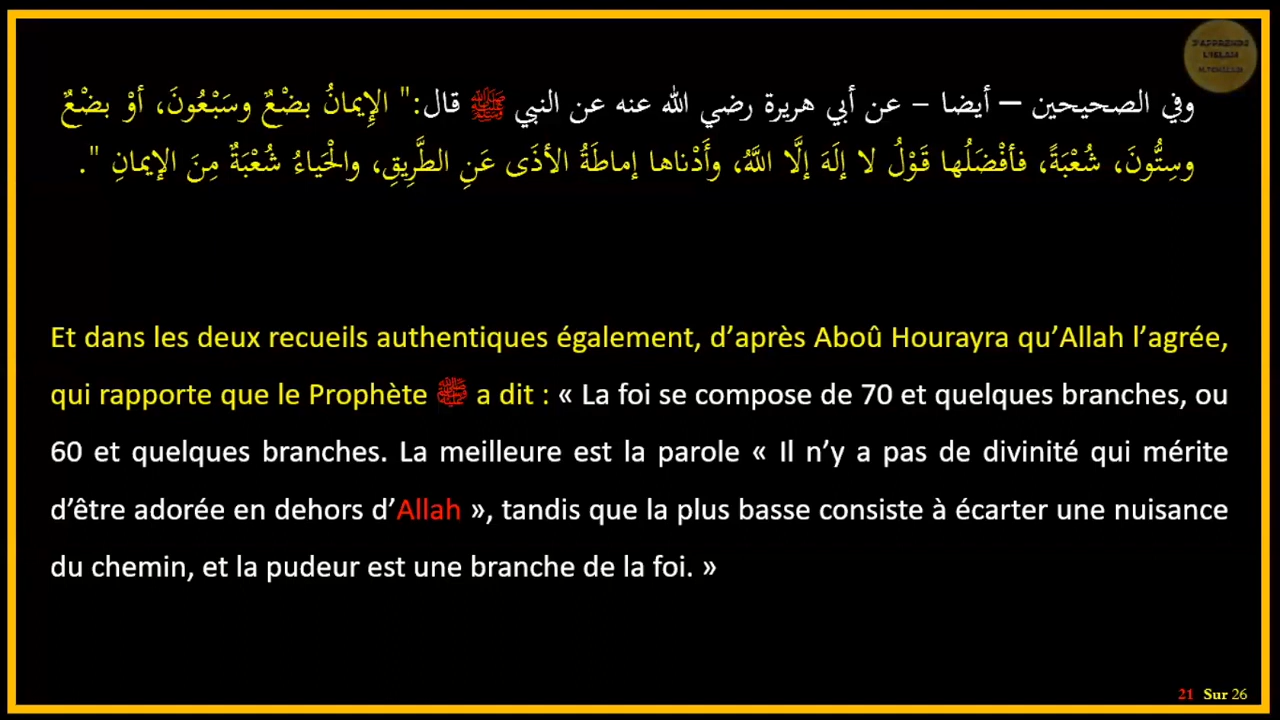 J'APPRENDS
L'ISLAM
وفي الصحيحين – أيضا – عن أبي هريرة رضي الله عنه عن النبي ﷺ قال:" الإِيمانُ بضْعٌ وسَبْعُونَ، أوْ بضْعٌ
وسِتُّونَ، شُعْبَةً، فأفْضَلُها قَوْلُ لا إلَهَ إلَّا اللَّهُ، وأَدْناها إماطَةُ الأذَى عَنِ الطَّرِيقِ، والْحَياءُ شُعْبَةٌ مِنَ الإيمانِ ".
Et dans les deux recueils authentiques également, d’après Aboû Hourayra qu’Allah l’agrée,
qui rapporte que le Prophète ﷺ a dit : « La foi se compose de 70 et quelques branches, ou
60 et quelques branches. La meilleure est la parole « Il n’y a pas de divinité qui mérite
d’être adorée en dehors d’Allah », tandis que la plus basse consiste à écarter une nuisance
du chemin, et la pudeur est une branche de la foi. »
21 Sur 26